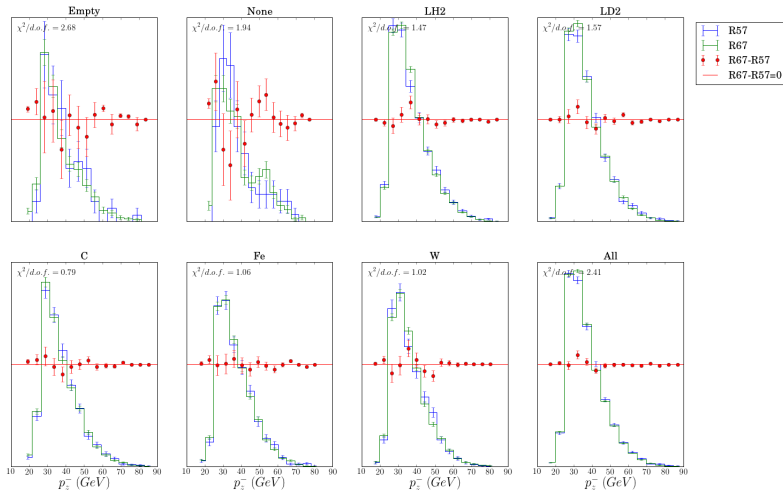 Empty
None
LH2
LD2
χ²/d.o.f. = 2.68
χ²/d.o.f. = 1.94
χ²/d.o.f. = 1.47
χ²/d.o.f. = 1.57
R57
R67
R67-R57
R67-R57=0
C
Fe
W
All
χ²/d.o.f. = 0.79
χ²/d.o.f. = 1.06
χ²/d.o.f. = 1.02
χ²/d.o.f. = 2.41
10 20 30 40 50 60 70 80 90
10 20 30 40 50 60 70 80 90
10 20 30 40 50 60 70 80 90
10 20 30 40 50 60 70 80 90
p_z^- (GeV)
p_z^- (GeV)
p_z^- (GeV)
p_z^- (GeV)